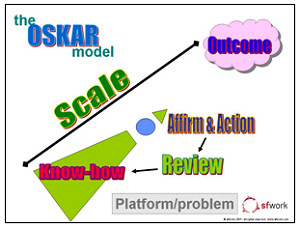 the
OSKAR
model
Outcome
Scale
Affirm & Action
Review
Know-how
Platform/problem
sfwork